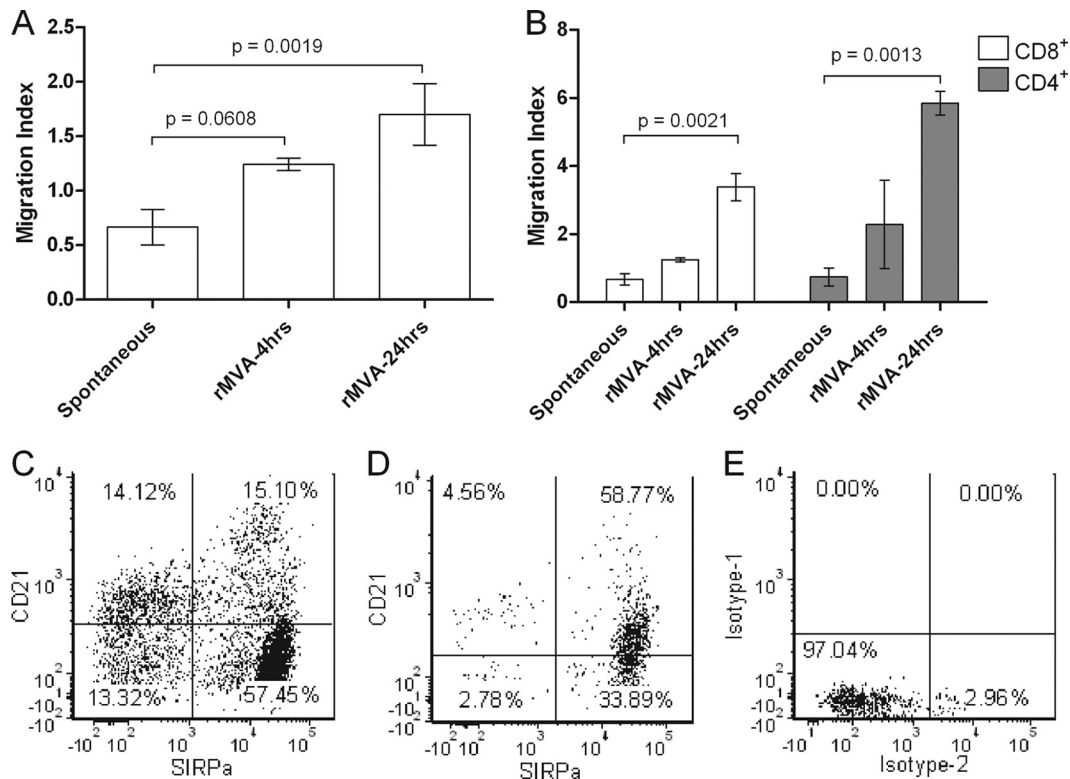 A
Migration Index
2.5
2.0
1.5
1.0
0.5
0.0
p = 0.0019
p = 0.0608
Spontaneous
rMVA-4hrs
rMVA-24hrs
B
Migration Index
8
6
4
2
0
p = 0.0021
p = 0.0013
CD8⁺
CD4⁺
Spontaneous
rMVA-4hrs
rMVA-24hrs
Spontaneous
rMVA-4hrs
rMVA-24hrs
C
CD21
10⁴
10³
10²
-10²
14.12%
15.10%
13.32%
57.45%
-10² 10² 10³ 10⁴ 10⁵
SIRPa
D
CD21
10⁴
10³
10²
-10²
4.56%
58.77%
2.78%
33.89%
-10² 10² 10³ 10⁴ 10⁵
SIRPa
E
Isotype-1
10⁴
10³
10²
-10²
0.00%
0.00%
97.04%
2.96%
-10 10² 10³ 10⁴ 10⁵
Isotype-2